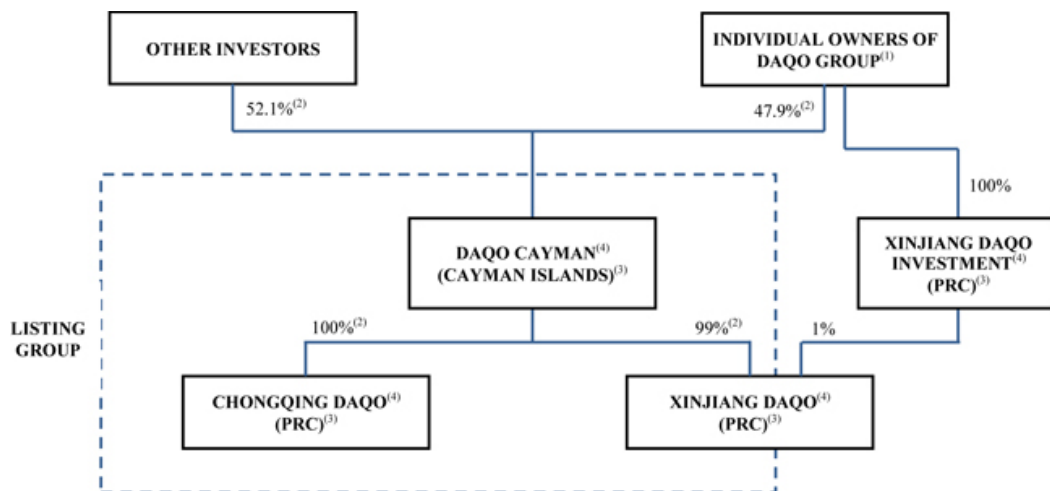 OTHER INVESTORS
INDIVIDUAL OWNERS OF
DAQO GROUP(1)
52.1%(2)
47.9%(2)
100%
DAQO CAYMAN(4)
(CAYMAN ISLANDS)(3)
XINJIANG DAQO
INVESTMENT(4)
(PRC)(3)
LISTING
GROUP
100%(2)
99%(2)
1%
CHONGQING DAQO(4)
(PRC)(3)
XINJIANG DAQO(4)
(PRC)(3)